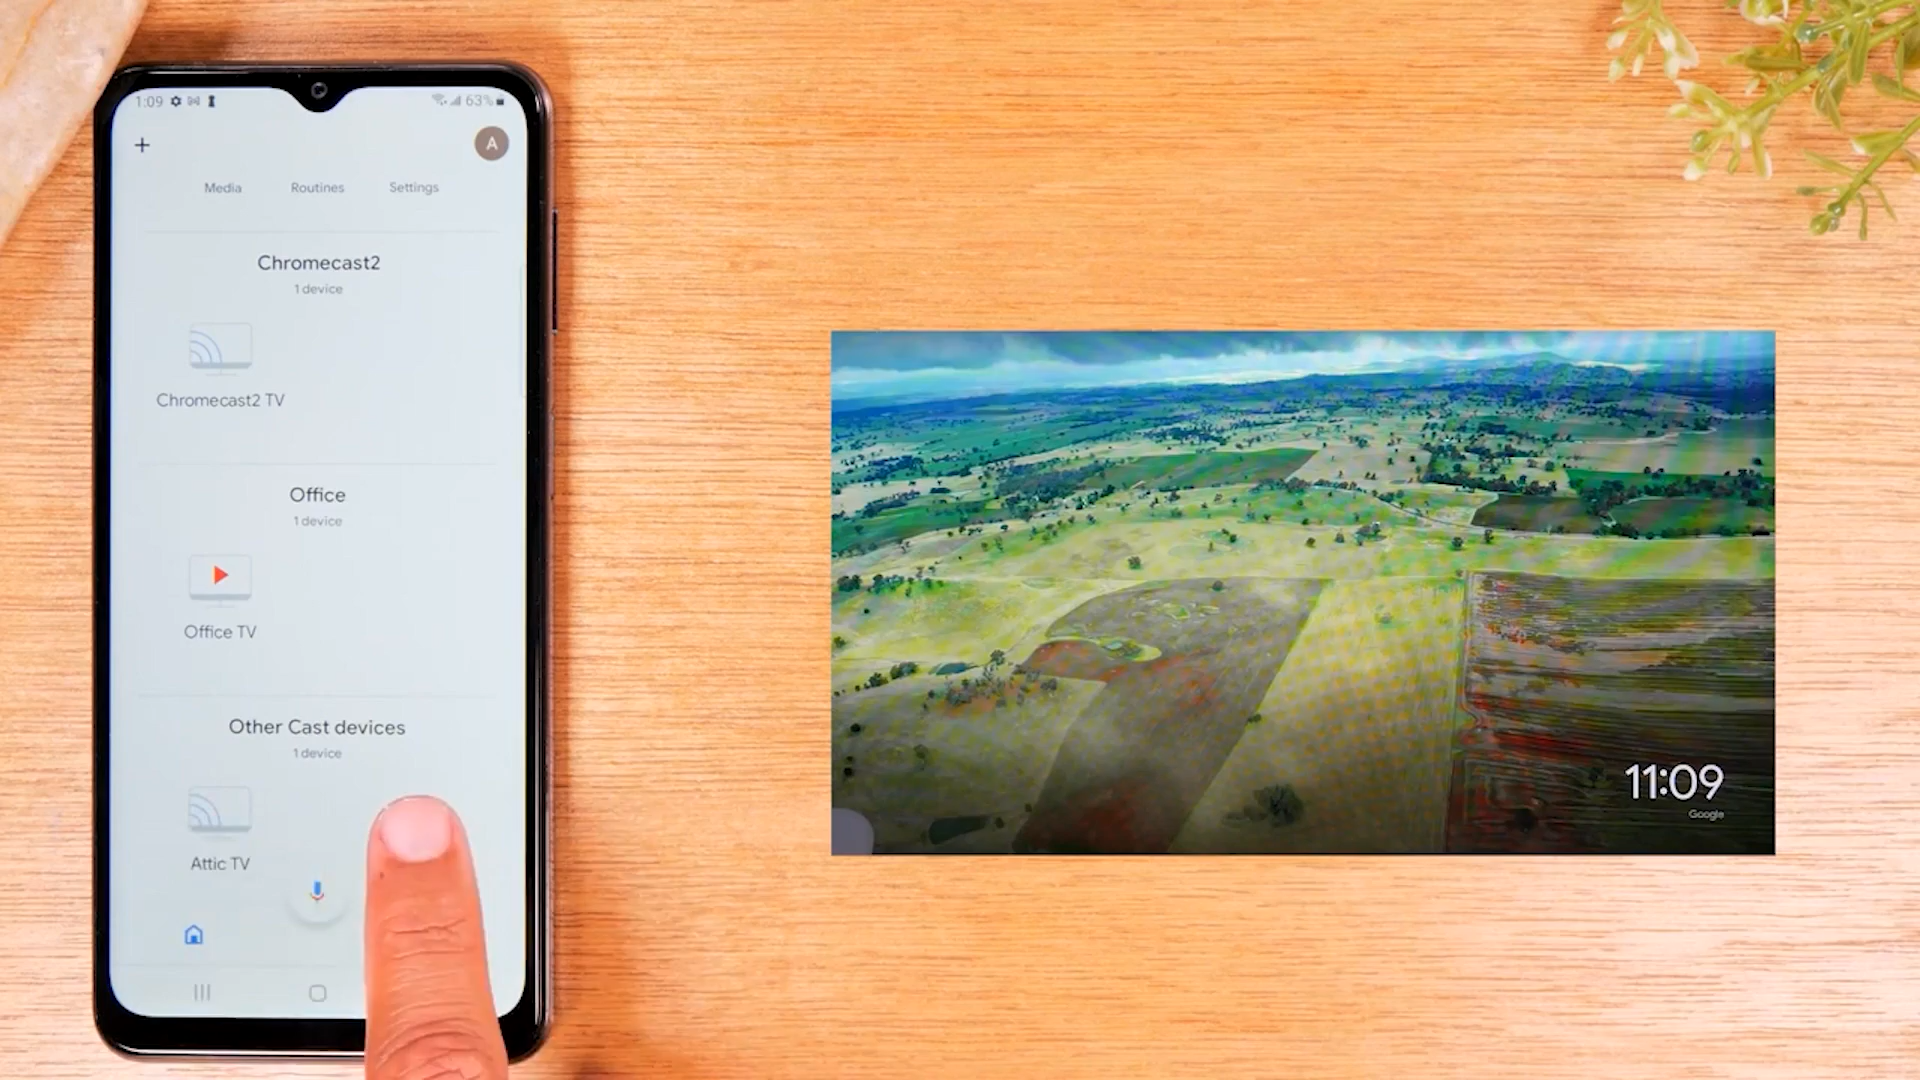 1:09
63%
A
Media Routines Settings
Chromecast2
1 device
Chromecast2 TV
Office
1 device
Office TV
Other Cast devices
1 device
Attic TV
11:09
Google